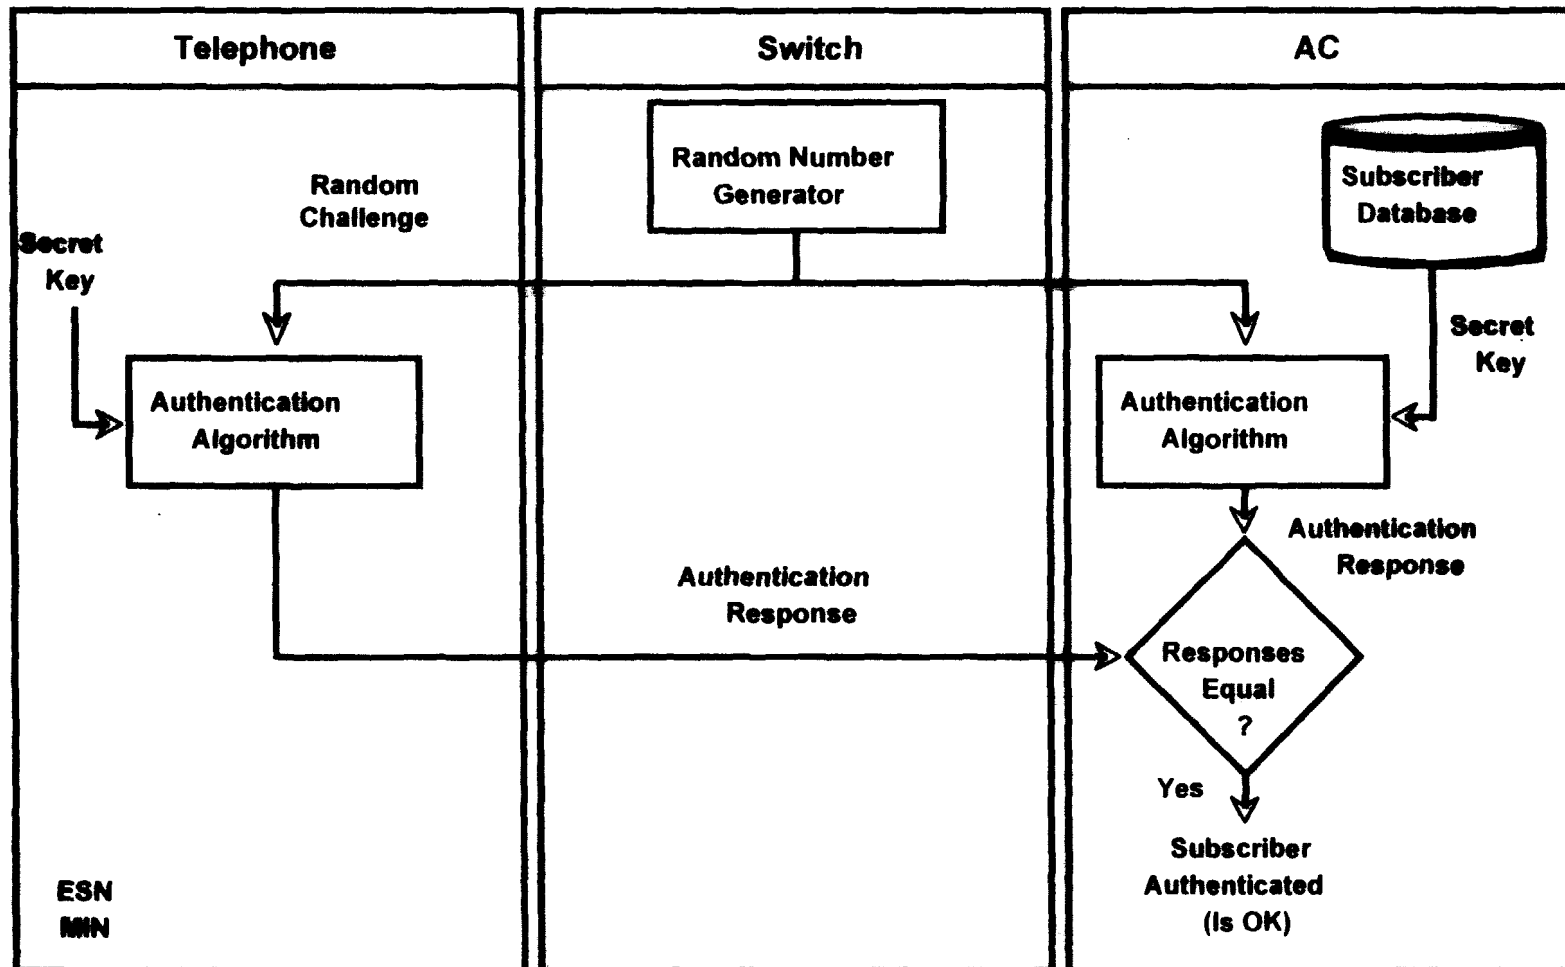 Telephone
Switch
AC
Random Number
Generator
Subscriber
Database
Random
Challenge
Secret
Key
Secret
Key
Authentication
Algorithm
Authentication
Algorithm
Authentication
Response
Authentication
Response
Responses
Equal
?
Yes
Subscriber
Authenticated
(Is OK)
ESN
MIN